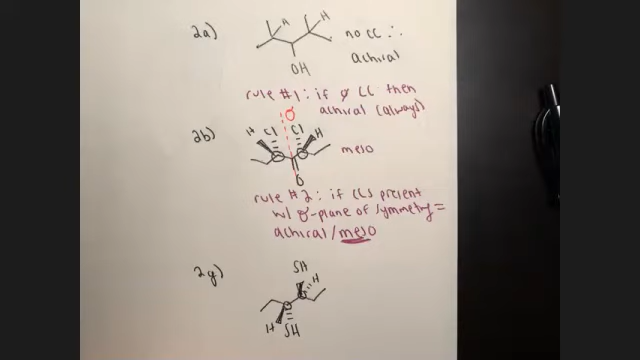 2a)
H
H
OH
no CC ∴
achiral
rule #1: if ∅ CC then
achiral (always)
σ
2b)
H
Cl
Cl
H
O
meso
rule #2: if CCs present
w/ σ-plane of symmetry =
achiral/meso
2g)
SH
H
H
SH